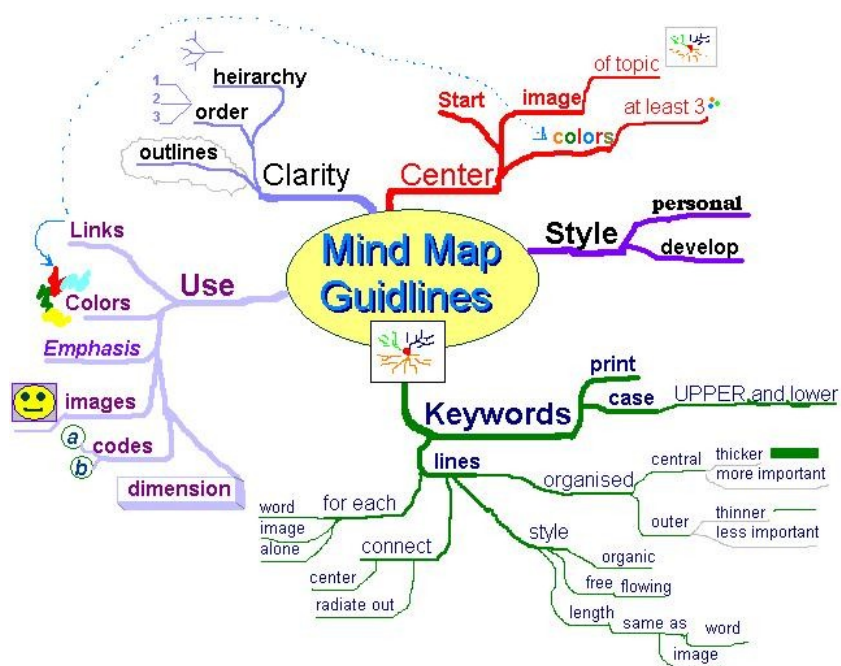 Mind Map
Guidlines
Center
Start
image
of topic
colors
at least 3
Style
personal
develop
Keywords
print
case
UPPER and lower
lines
organised
central
thicker
more important
outer
thinner
less important
style
organic
free flowing
length
same as
word
image
connect
center
radiate out
for each
word
image
alone
Use
Links
Colors
Emphasis
images
codes
a
b
dimension
Clarity
heirarchy
order
1
2
3
outlines